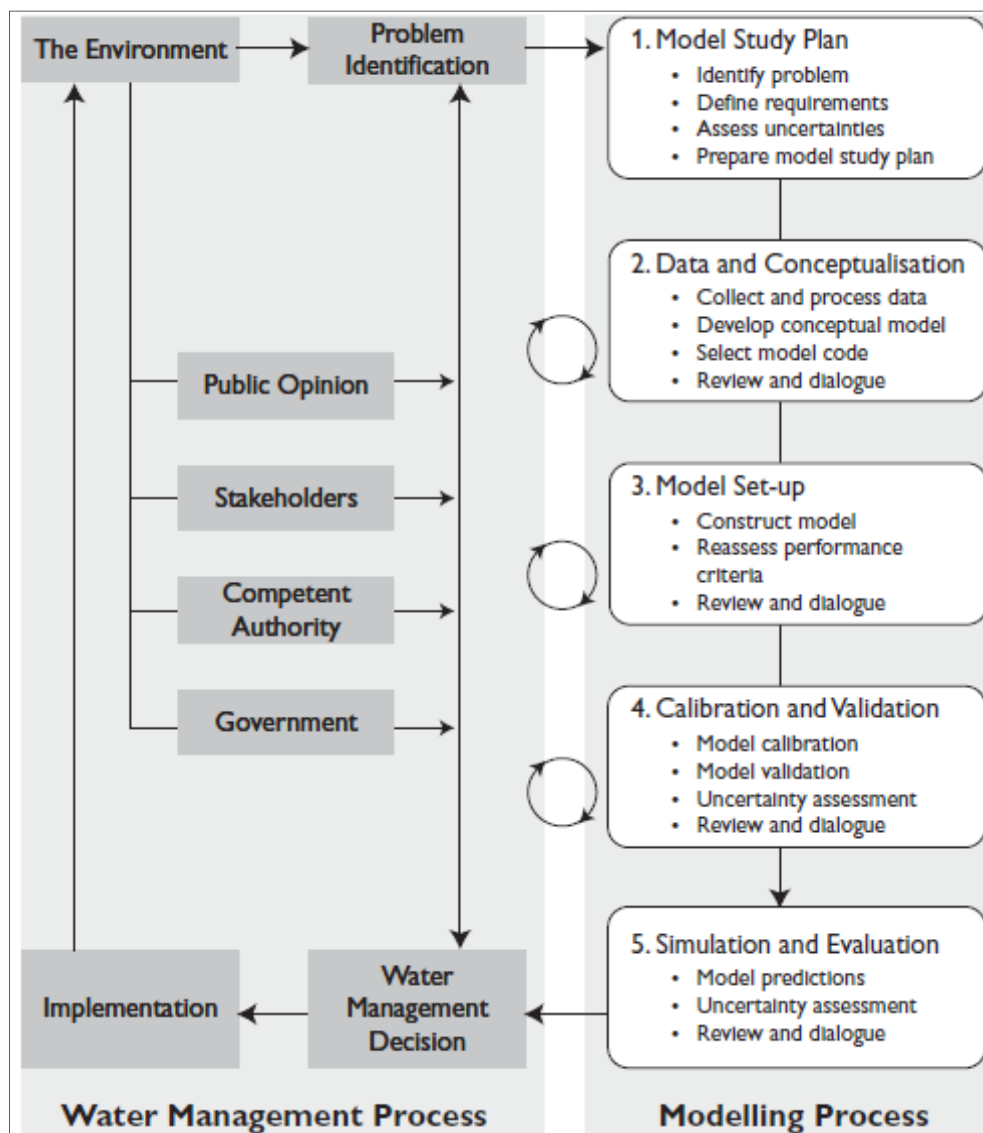 The Environment
Problem
Identification
Public Opinion
Stakeholders
Competent
Authority
Government
Implementation
Water
Management
Decision
Water Management Process
1. Model Study Plan
• Identify problem
• Define requirements
• Assess uncertainties
• Prepare model study plan
2. Data and Conceptualisation
• Collect and process data
• Develop conceptual model
• Select model code
• Review and dialogue
3. Model Set-up
• Construct model
• Reassess performance
criteria
• Review and dialogue
4. Calibration and Validation
• Model calibration
• Model validation
• Uncertainty assessment
• Review and dialogue
5. Simulation and Evaluation
• Model predictions
• Uncertainty assessment
• Review and dialogue
Modelling Process